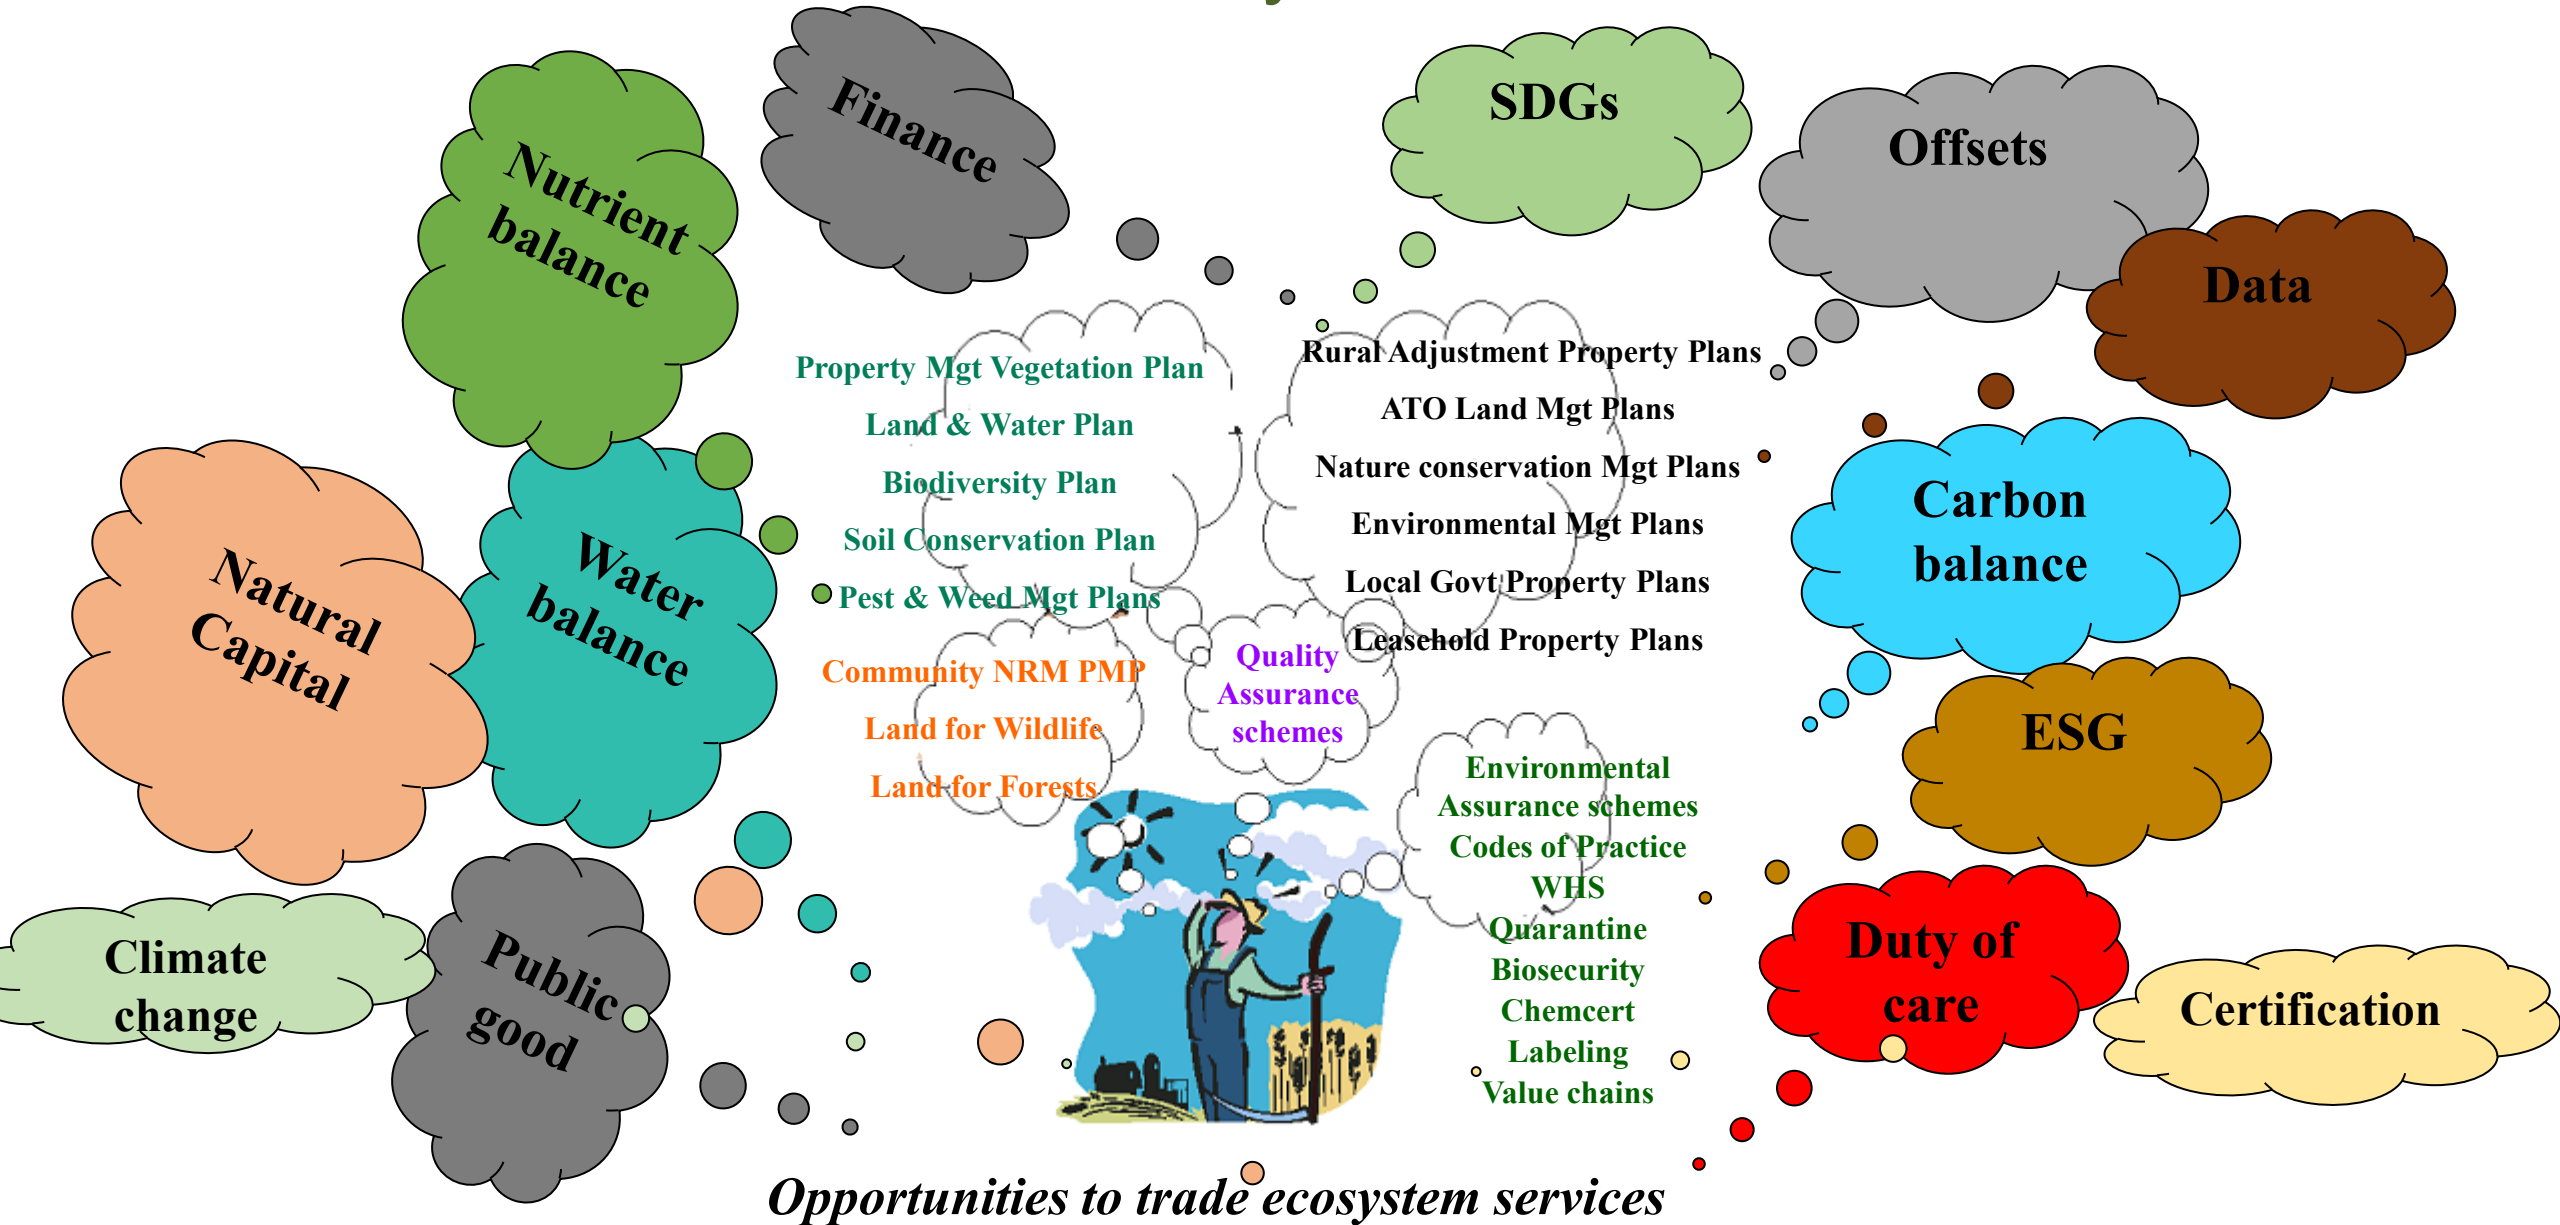 Finance
SDGs
Offsets
Nutrient
balance
Data
Property Mgt Vegetation Plan
Land & Water Plan
Biodiversity Plan
Soil Conservation Plan
Pest & Weed Mgt Plans
Rural Adjustment Property Plans
ATO Land Mgt Plans
Nature conservation Mgt Plans
Environmental Mgt Plans
Local Govt Property Plans
Leasehold Property Plans
Carbon
balance
Natural
Capital
Water
balance
Community NRM PMP
Land for Wildlife
Land for Forests
Quality
Assurance
schemes
ESG
Environmental
Assurance schemes
Codes of Practice
WHS
Quarantine
Biosecurity
Chemcert
Labeling
Value chains
Climate
change
Public
good
Duty of
care
Certification
Opportunities to trade ecosystem services